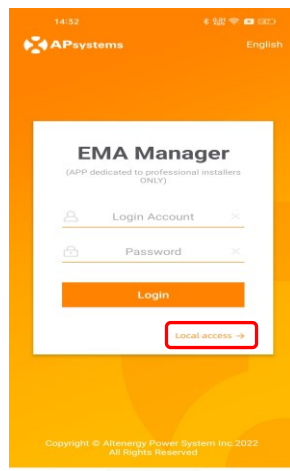 14:52
APsystems
English
EMA Manager
(APP dedicated to professional installers
ONLY)
Login Account
Password
Login
Local access →
Copyright © Altenergy Power System Inc.2022
All Rights Reserved